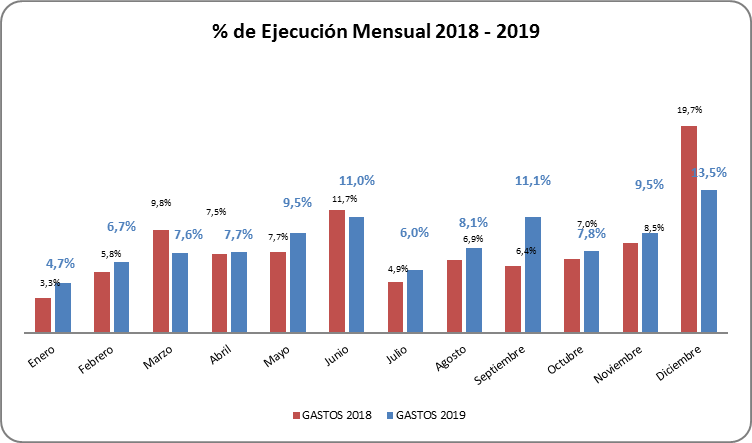 % de Ejecución Mensual 2018 - 2019
19,7%
13,5%
11,0%
11,1%
11,7%
9,8%
9,5%
9,5%
6,7%
7,5%
7,0%
8,5%
7,6%
7,7%
7,7%
6,0%
8,1%
6,9%
7,8%
5,8%
6,4%
4,7%
4,9%
3,3%
Enero
Febrero
Marzo
Abril
Mayo
Junio
Julio
Agosto
Septiembre
Octubre
Noviembre
Diciembre
GASTOS 2018
GASTOS 2019